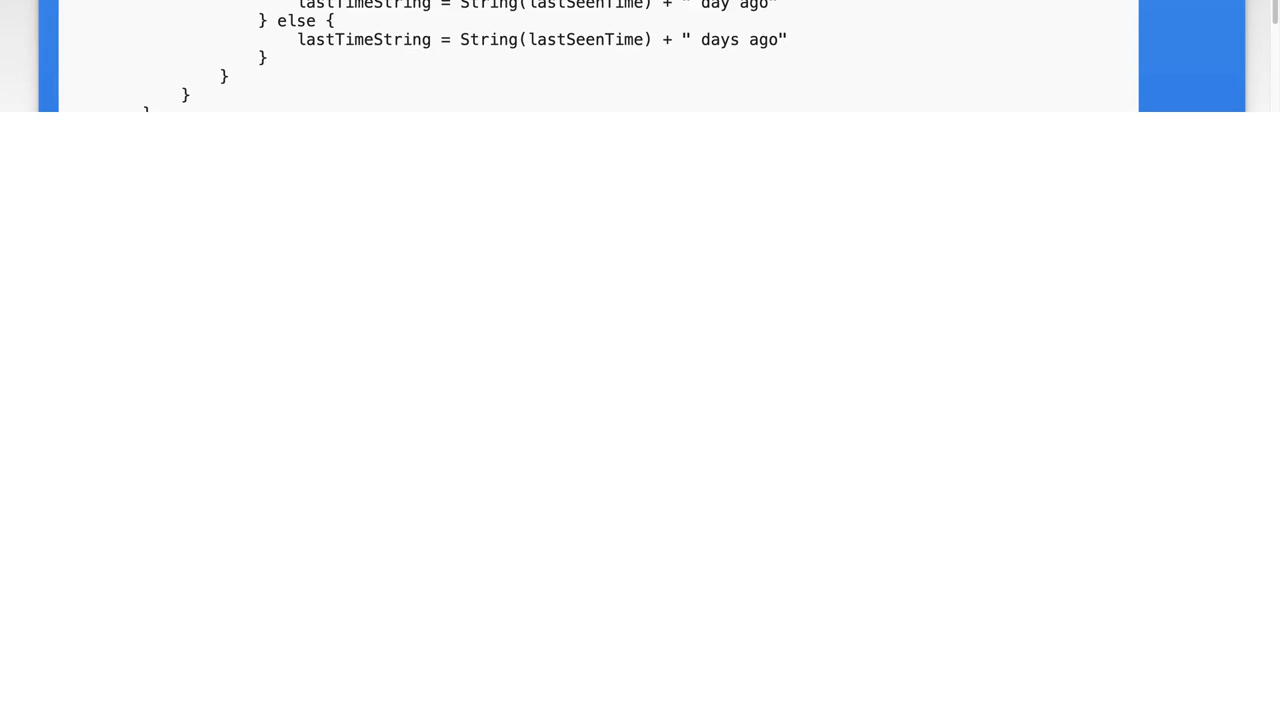 lastTimeString = String(lastSeenTime) + " day ago"
} else {
lastTimeString = String(lastSeenTime) + " days ago"
}
}
}
}